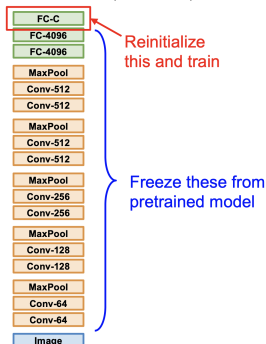 FC-C
FC-4096
FC-4096
Reinitialize
this and train
MaxPool
Conv-512
Conv-512
MaxPool
Conv-512
Conv-512
MaxPool
Conv-256
Conv-256
Freeze these from
pretrained model
MaxPool
Conv-128
Conv-128
MaxPool
Conv-64
Conv-64
Image